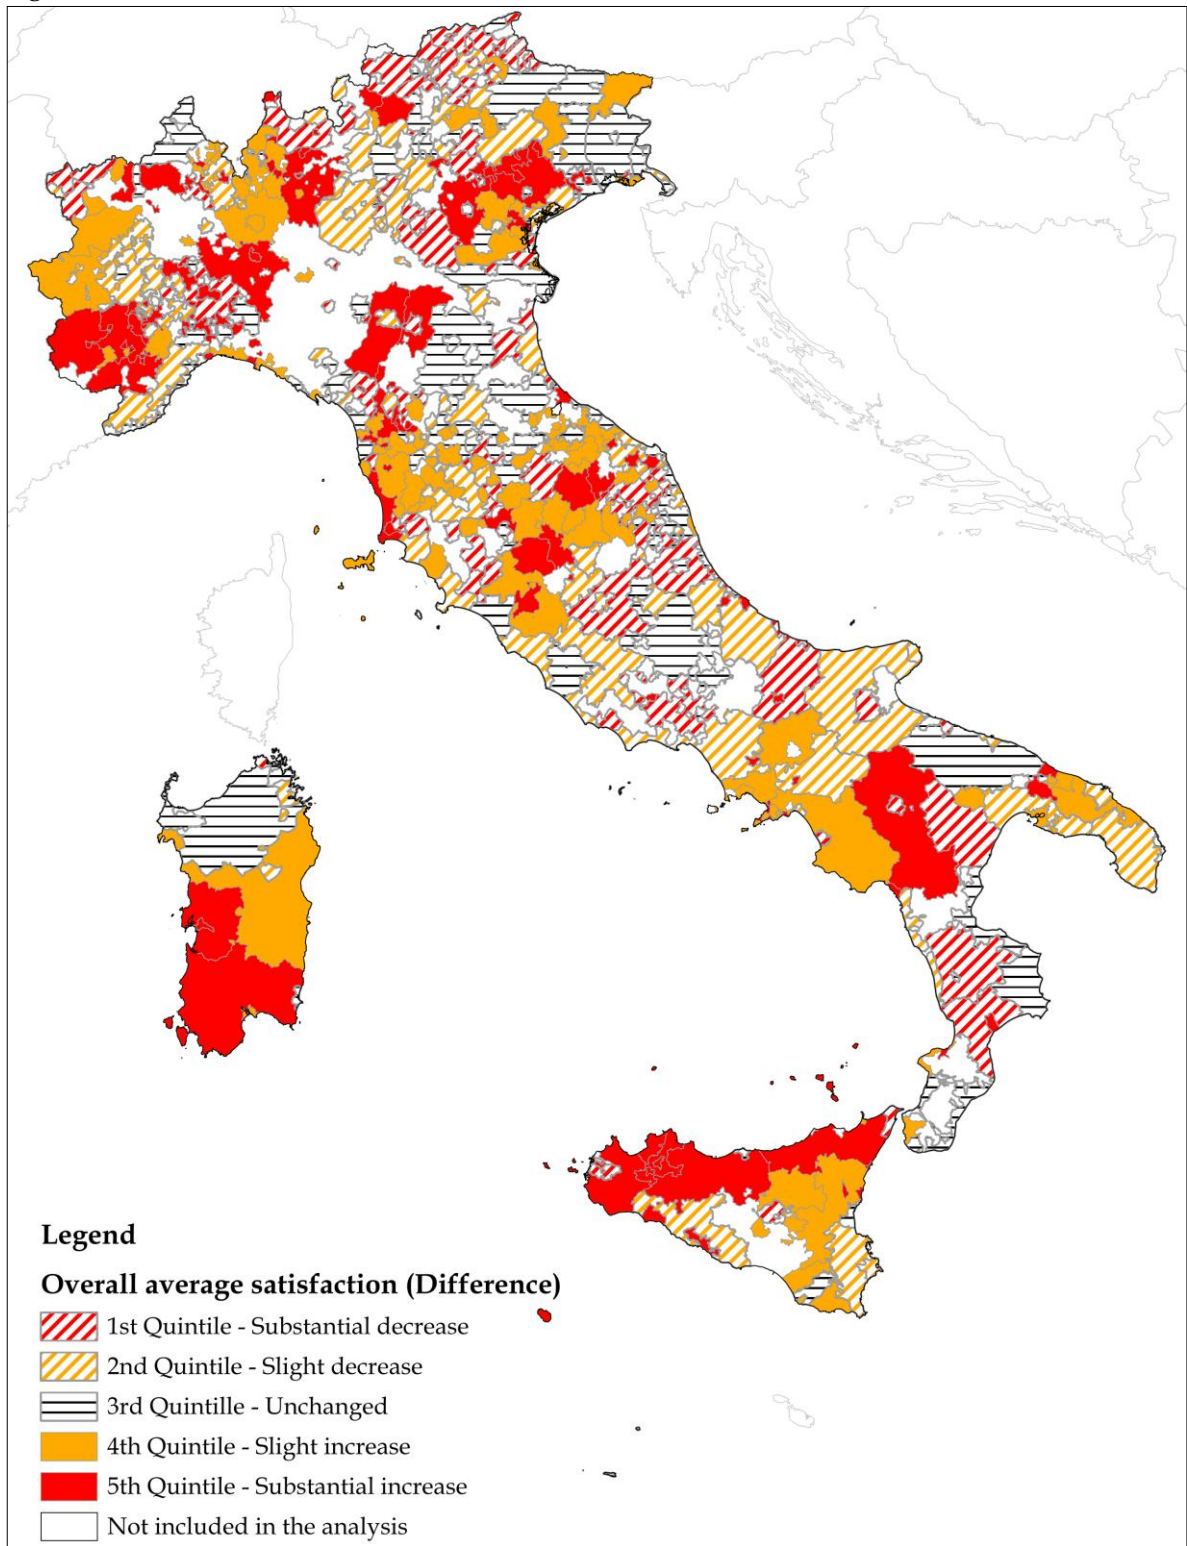 Legend
Overall average satisfaction (Difference)
1st Quintile - Substantial decrease
2nd Quintile - Slight decrease
3rd Quintille - Unchanged
4th Quintile - Slight increase
5th Quintile - Substantial increase
Not included in the analysis